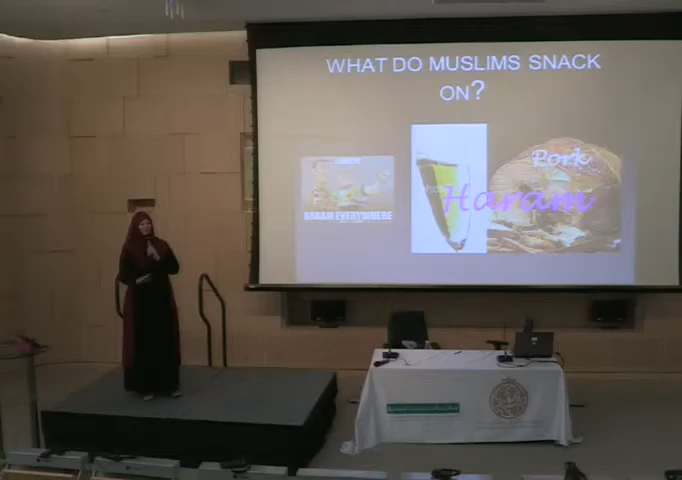 WHAT DO MUSLIMS SNACK
ON?
Pork
Haram
HARAM EVERYWHERE